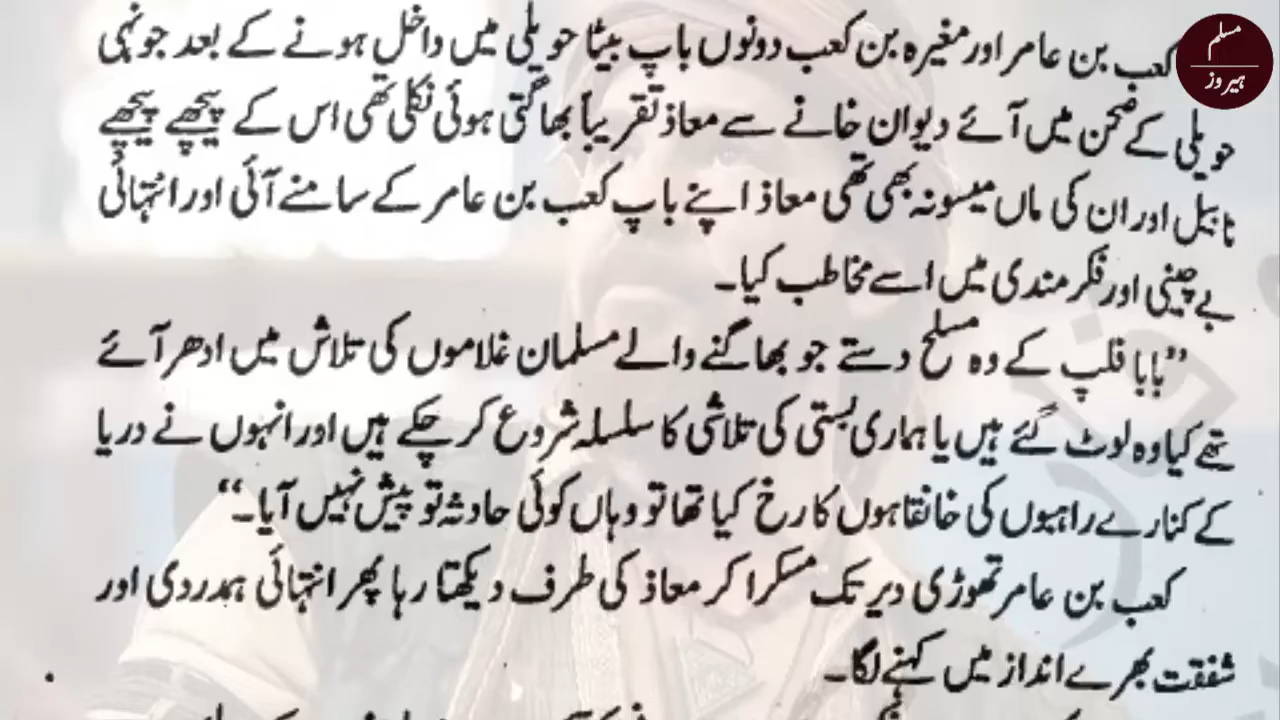 مسلم
ہیروز
کعب بن عامر اور مغیرہ بن کعب دونوں باپ بیٹا حویلی میں داخل ہونے کے بعد جونہی
حویلی کے صحن میں آئے دیوان خانے سے معاذ تقریباً بھاگتی ہوئی نکلی تھی اس کے پیچھے پیچھے
نابیل اور ان کی ماں میسونہ بھی تھی معاذ اپنے باپ کعب بن عامر کے سامنے آئی اور انتہائی
بے چینی اور فکر مندی میں اسے مخاطب کیا۔
”بابا فلپ کے وہ مسلح دستے جو بھاگنے والے مسلمان غلاموں کی تلاش میں ادھر آئے
تھے کیا وہ لوٹ گئے ہیں یا ہماری بستی کی تلاشی کا سلسلہ شروع کر چکے ہیں اور انہوں نے دریا
کے کنارے راہبوں کی خانقاہوں کا رخ کیا تھا تو وہاں کوئی حادثہ تو پیش نہیں آیا۔“
کعب بن عامر تھوڑی دیر تک مسکرا کر معاذ کی طرف دیکھتا رہا پھر انتہائی ہمدردی اور
شفقت بھرے انداز میں کہنے لگا۔